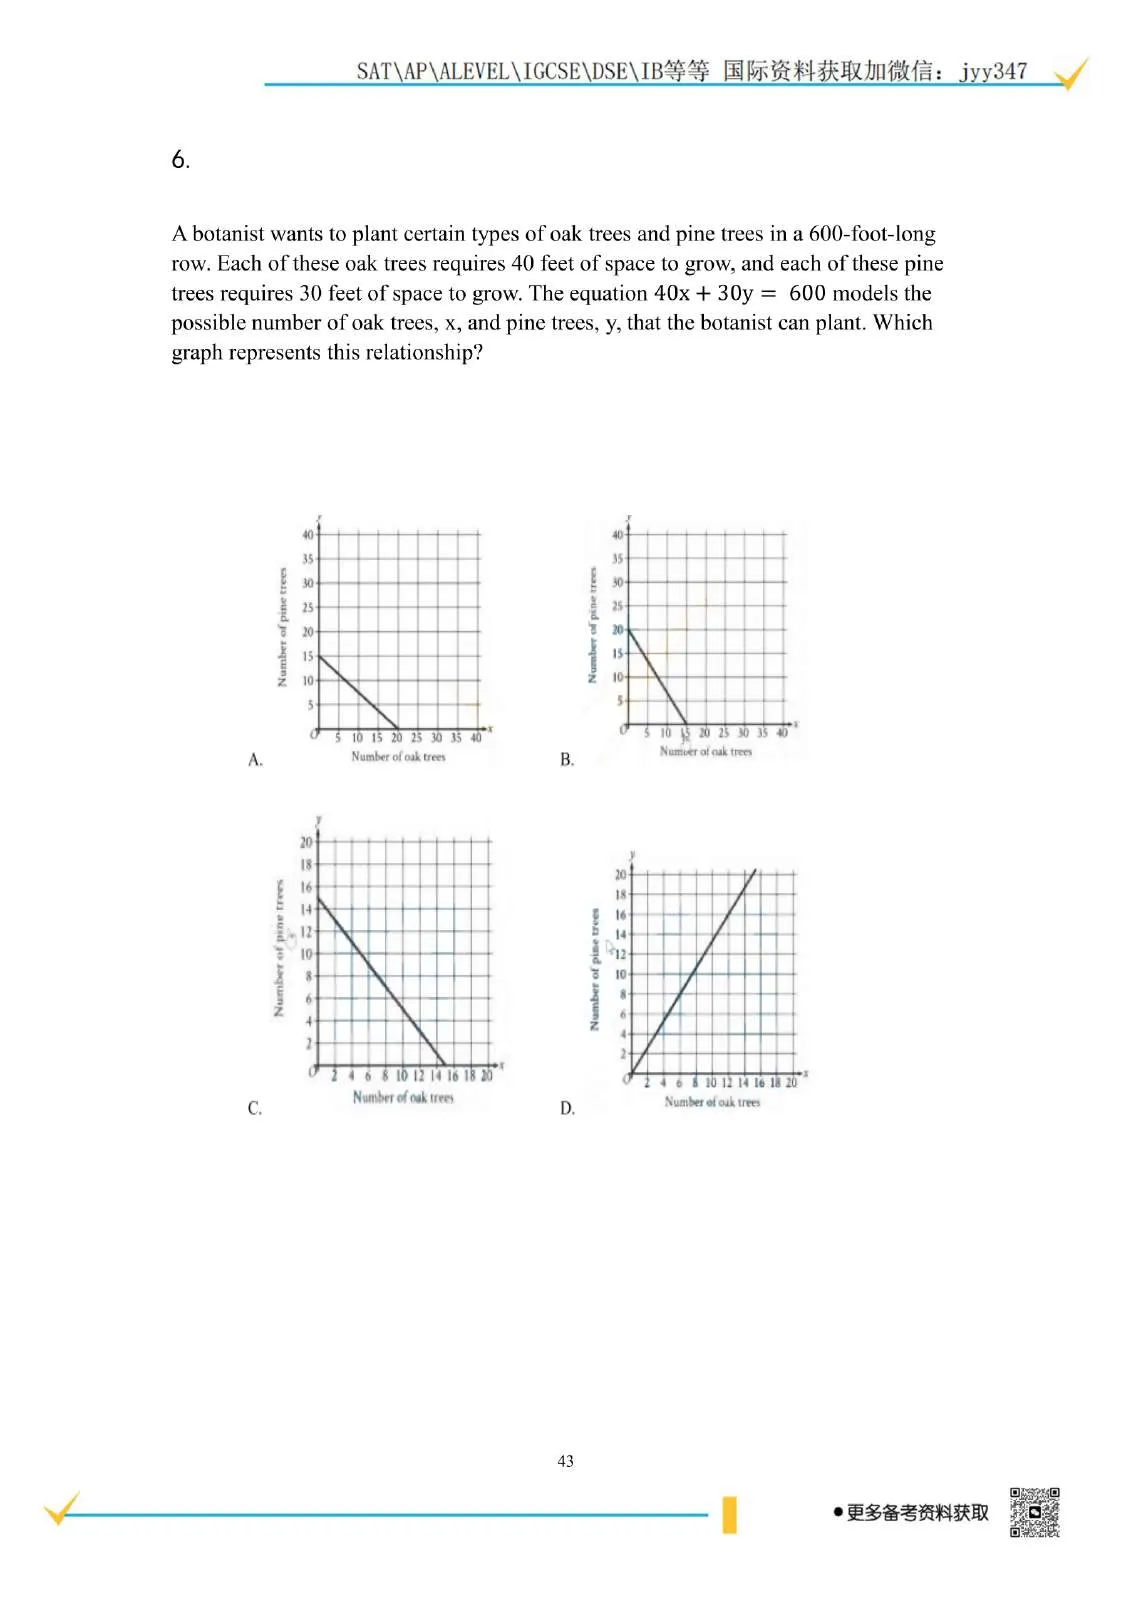 SAT\AP\ALEVEL\IGCSE\DSE\IB等等 国际资料获取加微信：jyy347
6.
A botanist wants to plant certain types of oak trees and pine trees in a 600-foot-long
row. Each of these oak trees requires 40 feet of space to grow, and each of these pine
trees requires 30 feet of space to grow. The equation 40x + 30y = 600 models the
possible number of oak trees, x, and pine trees, y, that the botanist can plant. Which
graph represents this relationship?
y
40
35
30
25
20
15
10
5
Number of pine trees
O 5 10 15 20 25 30 35 40 x
Number of oak trees
A.
y
40
35
30
25
20
15
10
5
Number of pine trees
O 5 10 15 20 25 30 35 40 x
Number of oak trees
B.
y
20
18
16
14
12
10
8
6
4
2
Number of pine trees
O 2 4 6 8 10 12 14 16 18 20 x
Number of oak trees
C.
y
20
18
16
14
12
10
8
6
4
2
Number of pine trees
O 2 4 6 8 10 12 14 16 18 20 x
Number of oak trees
D.
43
●更多备考资料获取